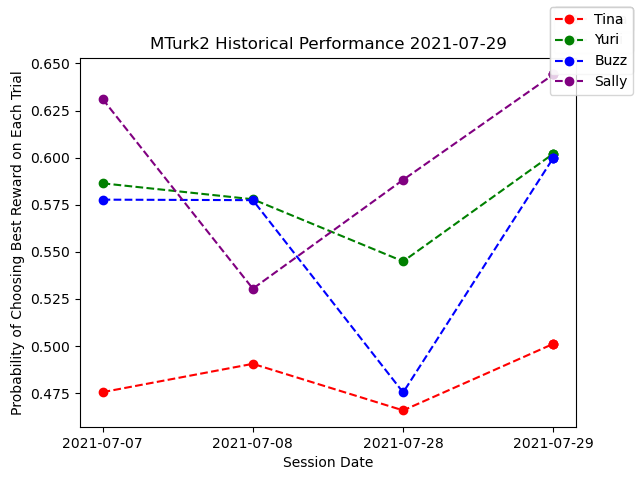 MTurk2 Historical Performance 2021-07-29
Tina
Yuri
Buzz
Sally
Probability of Choosing Best Reward on Each Trial
0.650
0.625
0.600
0.575
0.550
0.525
0.500
0.475
2021-07-07 2021-07-08 2021-07-28 2021-07-29
Session Date